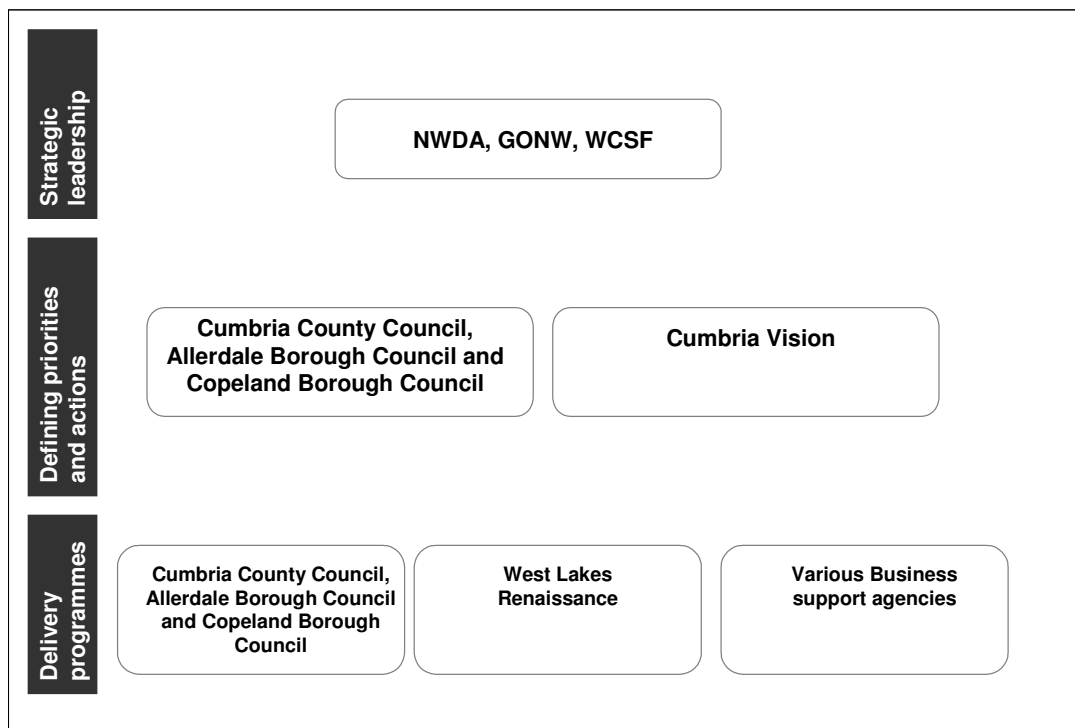 Strategic
leadership
NWDA, GONW, WCSF
Defining priorities
and actions
Cumbria County Council,
Allerdale Borough Council and
Copeland Borough Council
Cumbria Vision
Delivery
programmes
Cumbria County Council,
Allerdale Borough Council
and Copeland Borough
Council
West Lakes
Renaissance
Various Business
support agencies